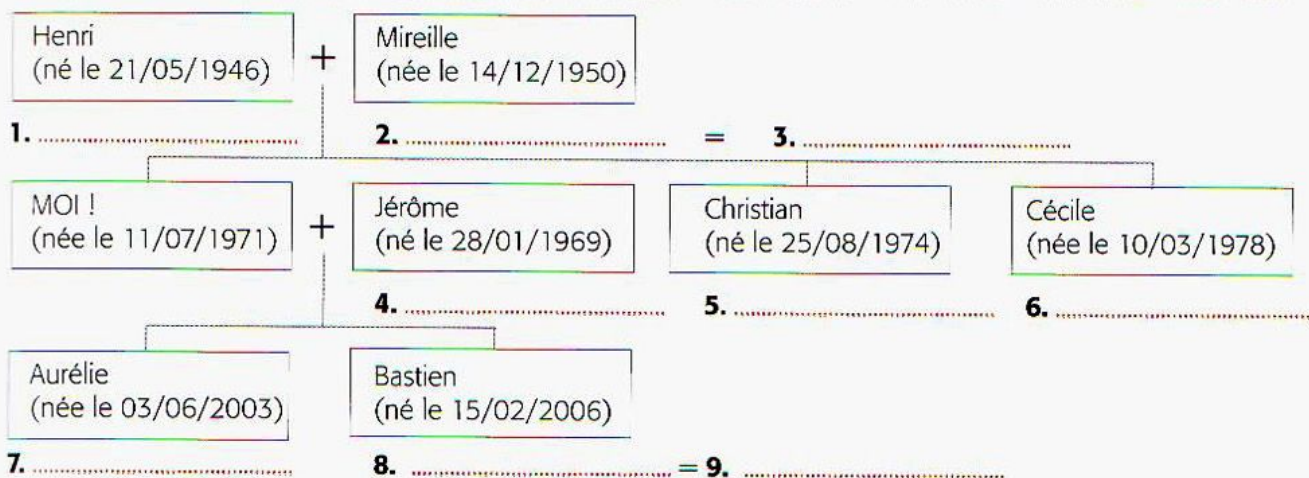 Henri
(né le 21/05/1946)
+
Mireille
(née le 14/12/1950)
1. ........................ 2. ........................ = 3. ........................
MOI !
(née le 11/07/1971)
+
Jérôme
(né le 28/01/1969)
Christian
(né le 25/08/1974)
Cécile
(née le 10/03/1978)
4. ........................ 5. ........................ 6. ........................
Aurélie
(née le 03/06/2003)
Bastien
(né le 15/02/2006)
7. ........................ 8. ........................ = 9. ........................